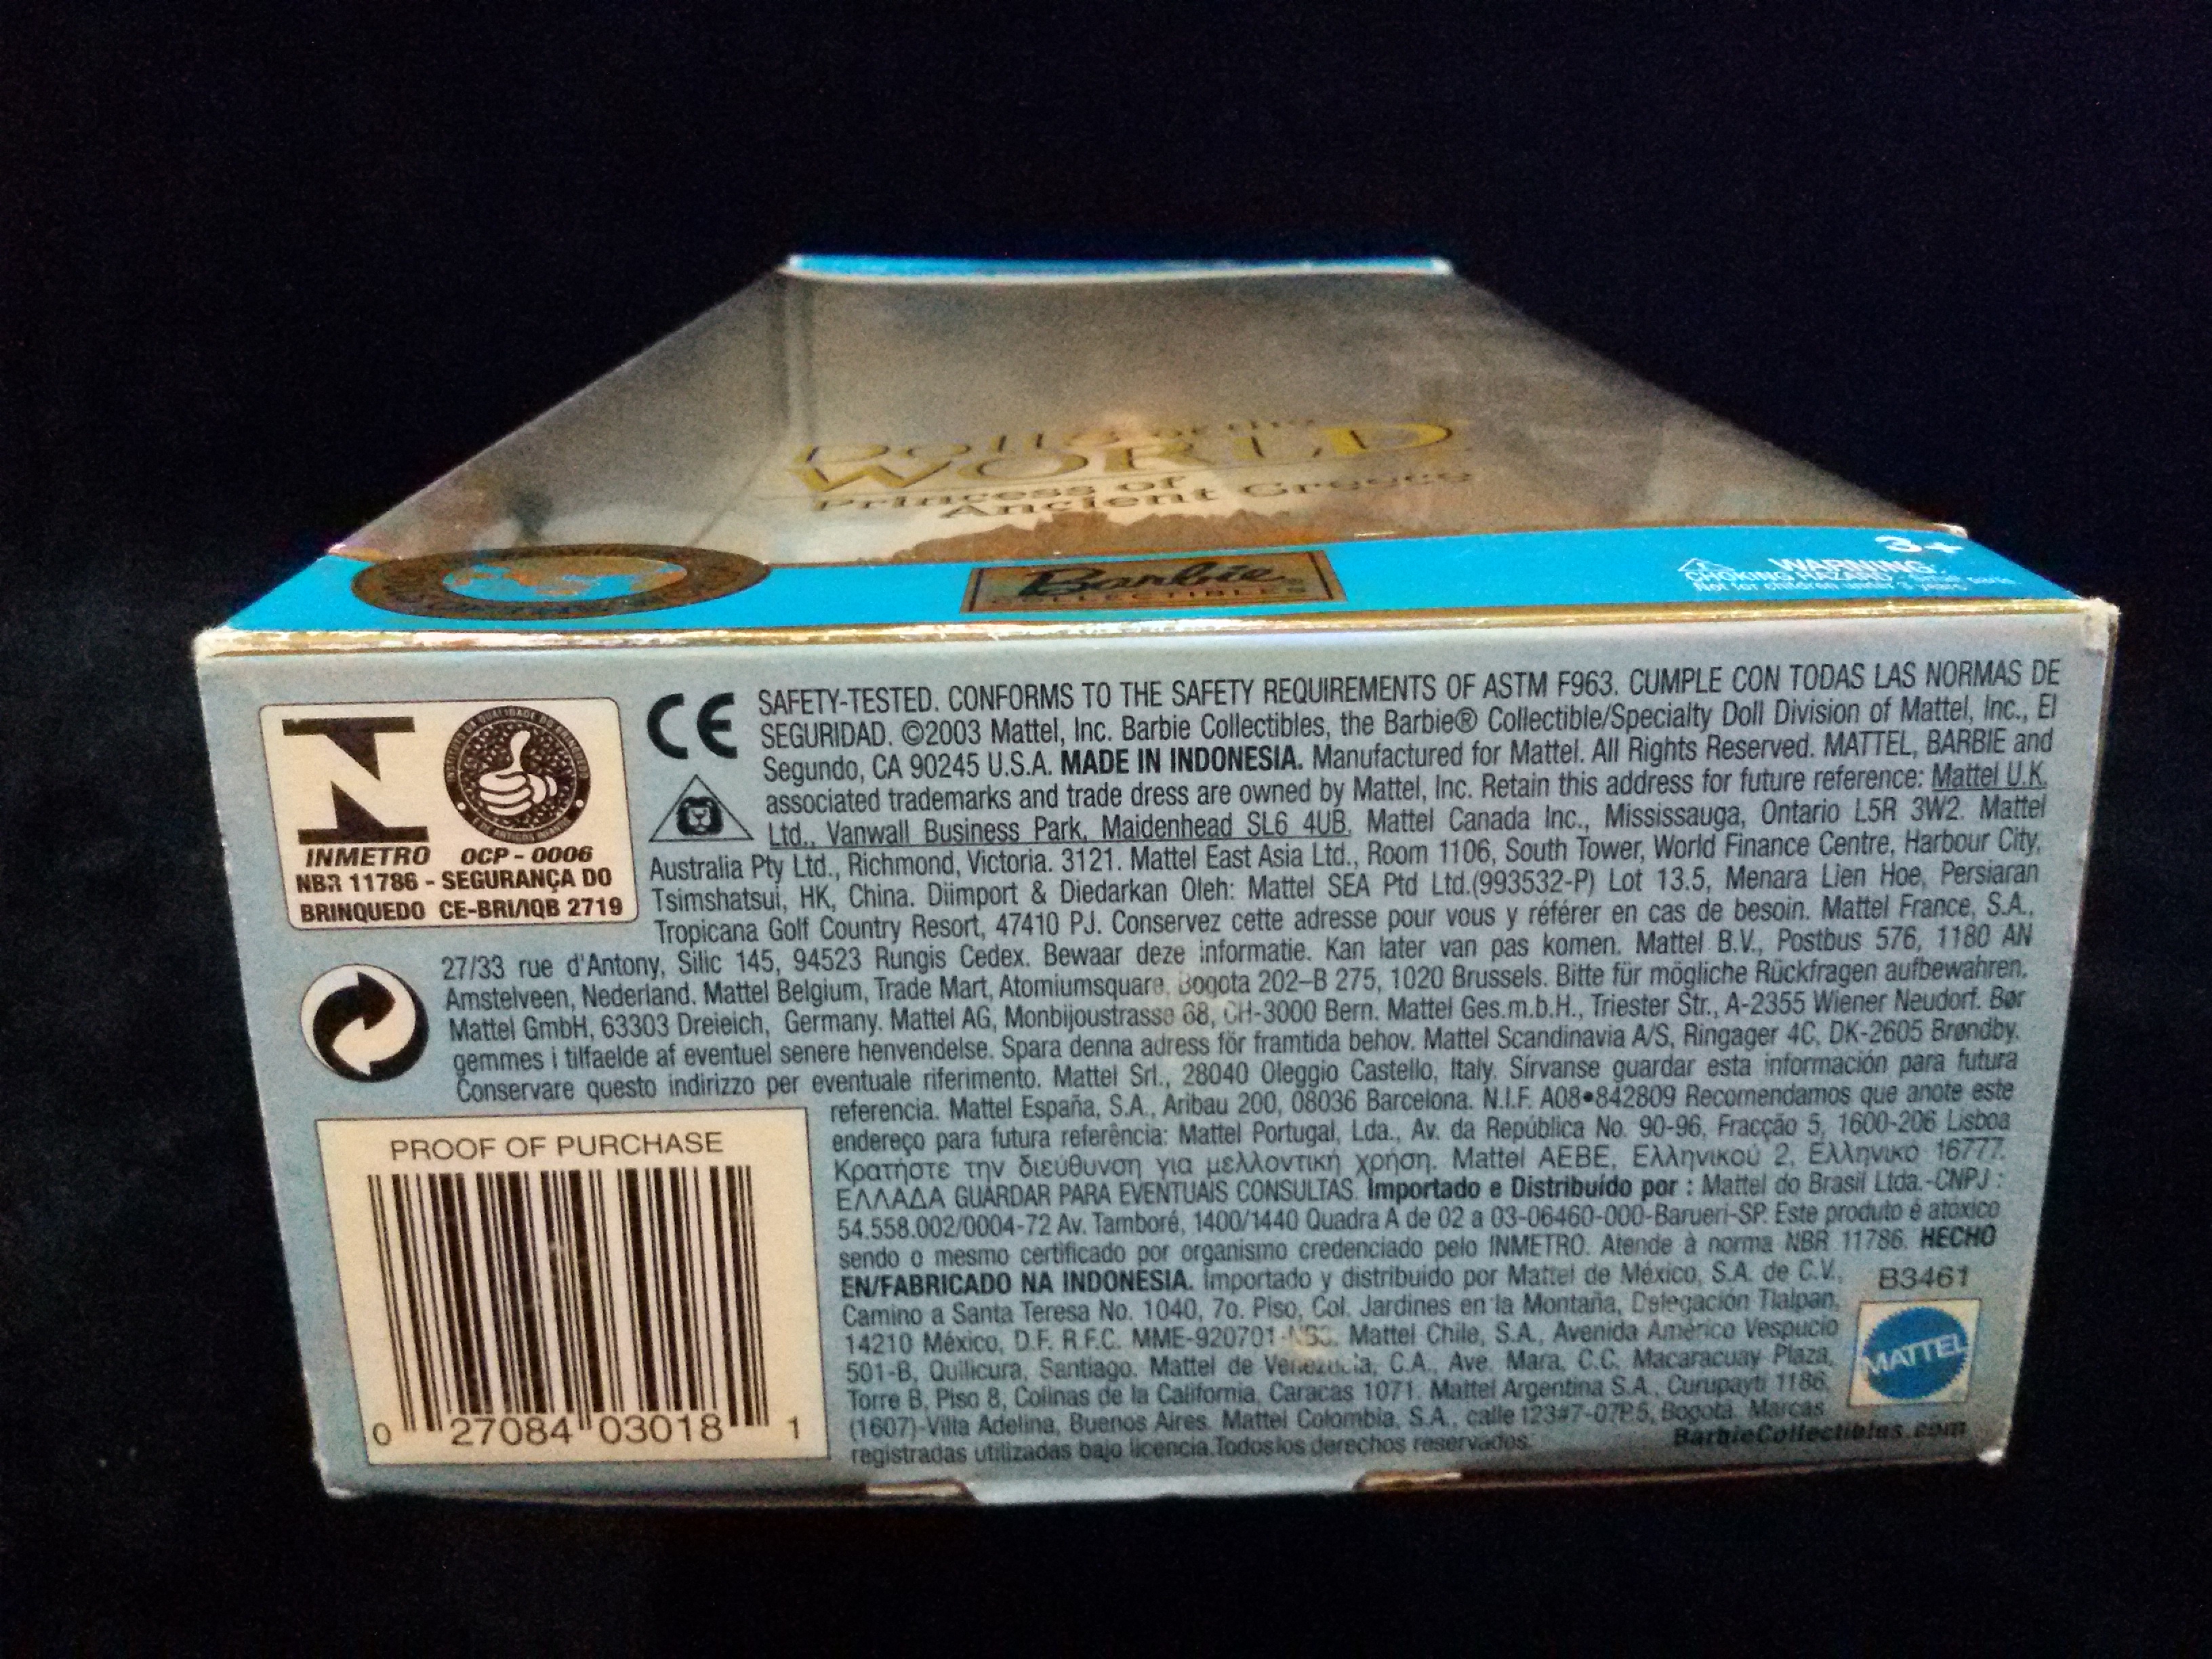 Dolls of the
WORLD
Princess of
Ancient Greece
Barbie
COLLECTIBLES
3+
WARNING:
CHOKING HAZARD - Small parts
Not for children under 3 years.
INMETRO OCP - 0006
NBR 11786 - SEGURANÇA DO
BRINQUEDO CE-BRI/IQB 2719
CE
SAFETY-TESTED. CONFORMS TO THE SAFETY REQUIREMENTS OF ASTM F963. CUMPLE CON TODAS LAS NORMAS DE
SEGURIDAD. ©2003 Mattel, Inc. Barbie Collectibles, the Barbie® Collectible/Specialty Doll Division of Mattel, Inc., El
Segundo, CA 90245 U.S.A. MADE IN INDONESIA. Manufactured for Mattel. All Rights Reserved. MATTEL, BARBIE and
associated trademarks and trade dress are owned by Mattel, Inc. Retain this address for future reference: Mattel U.K.
Ltd., Vanwall Business Park, Maidenhead SL6 4UB. Mattel Canada Inc., Mississauga, Ontario L5R 3W2. Mattel
Australia Pty Ltd., Richmond, Victoria. 3121. Mattel East Asia Ltd., Room 1106, South Tower, World Finance Centre, Harbour City,
Tsimshatsui, HK, China. Diimport & Diedarkan Oleh: Mattel SEA Ptd Ltd.(993532-P) Lot 13.5, Menara Lien Hoe, Persiaran
Tropicana Golf Country Resort, 47410 PJ. Conservez cette adresse pour vous y référer en cas de besoin. Mattel France, S.A.,
27/33 rue d'Antony, Silic 145, 94523 Rungis Cedex. Bewaar deze informatie. Kan later van pas komen. Mattel B.V., Postbus 576, 1180 AN
Amstelveen, Nederland. Mattel Belgium, Trade Mart, Atomiumsquare, Bogota 202–B 275, 1020 Brussels. Bitte für mögliche Rückfragen aufbewahren.
Mattel GmbH, 63303 Dreieich, Germany. Mattel AG, Monbijoustrasse 68, CH-3000 Bern. Mattel Ges.m.b.H., Triester Str., A-2355 Wiener Neudorf. Bør
gemmes i tilfaelde af eventuel senere henvendelse. Spara denna adress för framtida behov. Mattel Scandinavia A/S, Ringager 4C, DK-2605 Brøndby.
Conservare questo indirizzo per eventuale riferimento. Mattel Srl., 28040 Oleggio Castello, Italy. Sírvanse guardar esta información para futura
referencia. Mattel España, S.A., Aribau 200, 08036 Barcelona. N.I.F. A08•842809 Recomendamos que anote este
endereço para futura referência: Mattel Portugal, Lda., Av. da República No. 90-96, Fracção 5, 1600-206 Lisboa
Κρατήστε την διεύθυνση για μελλοντική χρήση. Mattel AEBE, Ελληνικού 2, Ελληνικό 16777.
ΕΛΛΑΔΑ GUARDAR PARA EVENTUAIS CONSULTAS. Importado e Distribuído por : Mattel do Brasil Ltda.-CNPJ :
54.558.002/0004-72 Av. Tamboré, 1400/1440 Quadra A de 02 a 03-06460-000-Barueri-SP. Este produto é atóxico
sendo o mesmo certificado por organismo credenciado pelo INMETRO. Atende à norma NBR 11786. HECHO
EN/FABRICADO NA INDONESIA. Importado y distribuido por Mattel de México, S.A. de C.V.,
Camino a Santa Teresa No. 1040, 7o. Piso, Col. Jardines en la Montaña, Delegación Tlalpan,
14210 México, D.F. R.F.C. MME-920701- Mattel Chile, S.A., Avenida Américo Vespucio
501-B, Quilicura, Santiago. Mattel de Venezuela, C.A., Ave. Mara, C.C. Macaracuay Plaza,
Torre B, Piso 8, Colinas de la California, Caracas 1071. Mattel Argentina S.A., Curupaytí 1186,
(1607)-Villa Adelina, Buenos Aires. Mattel Colombia, S.A., calle 123#7-07P.5, Bogotá. Marcas
registradas utilizadas bajo licencia.Todos los derechos reservados.
B3461
MATTEL
BarbieCollectibles.com
PROOF OF PURCHASE
0 27084 03018 1